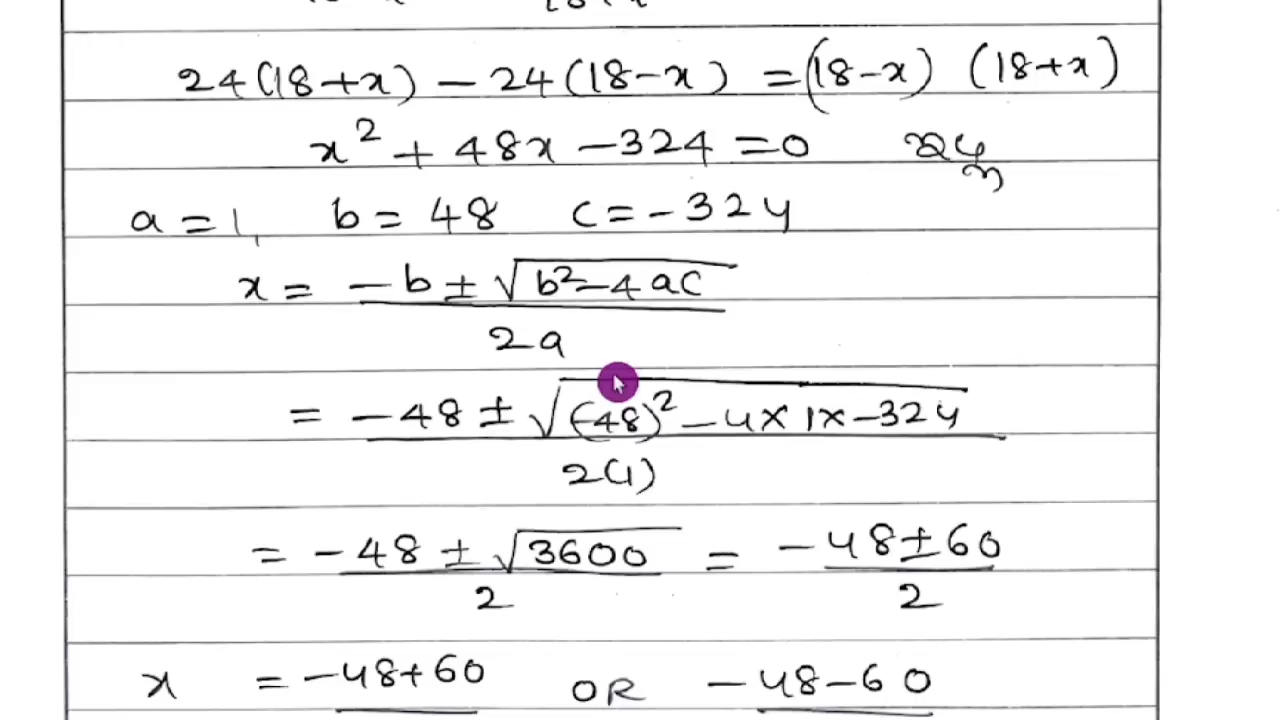 24(18+x) – 24(18-x) = (18-x) (18+x)
x² + 48x - 324 = 0
a = 1, b = 48 c = -324
x = -b ± √b²-4ac
2a
= -48 ± √(-48)² - 4 x 1x -324
2(1)
= -48 ± √3600 = -48 ± 60
2 2
x = -48+60 OR -48-60